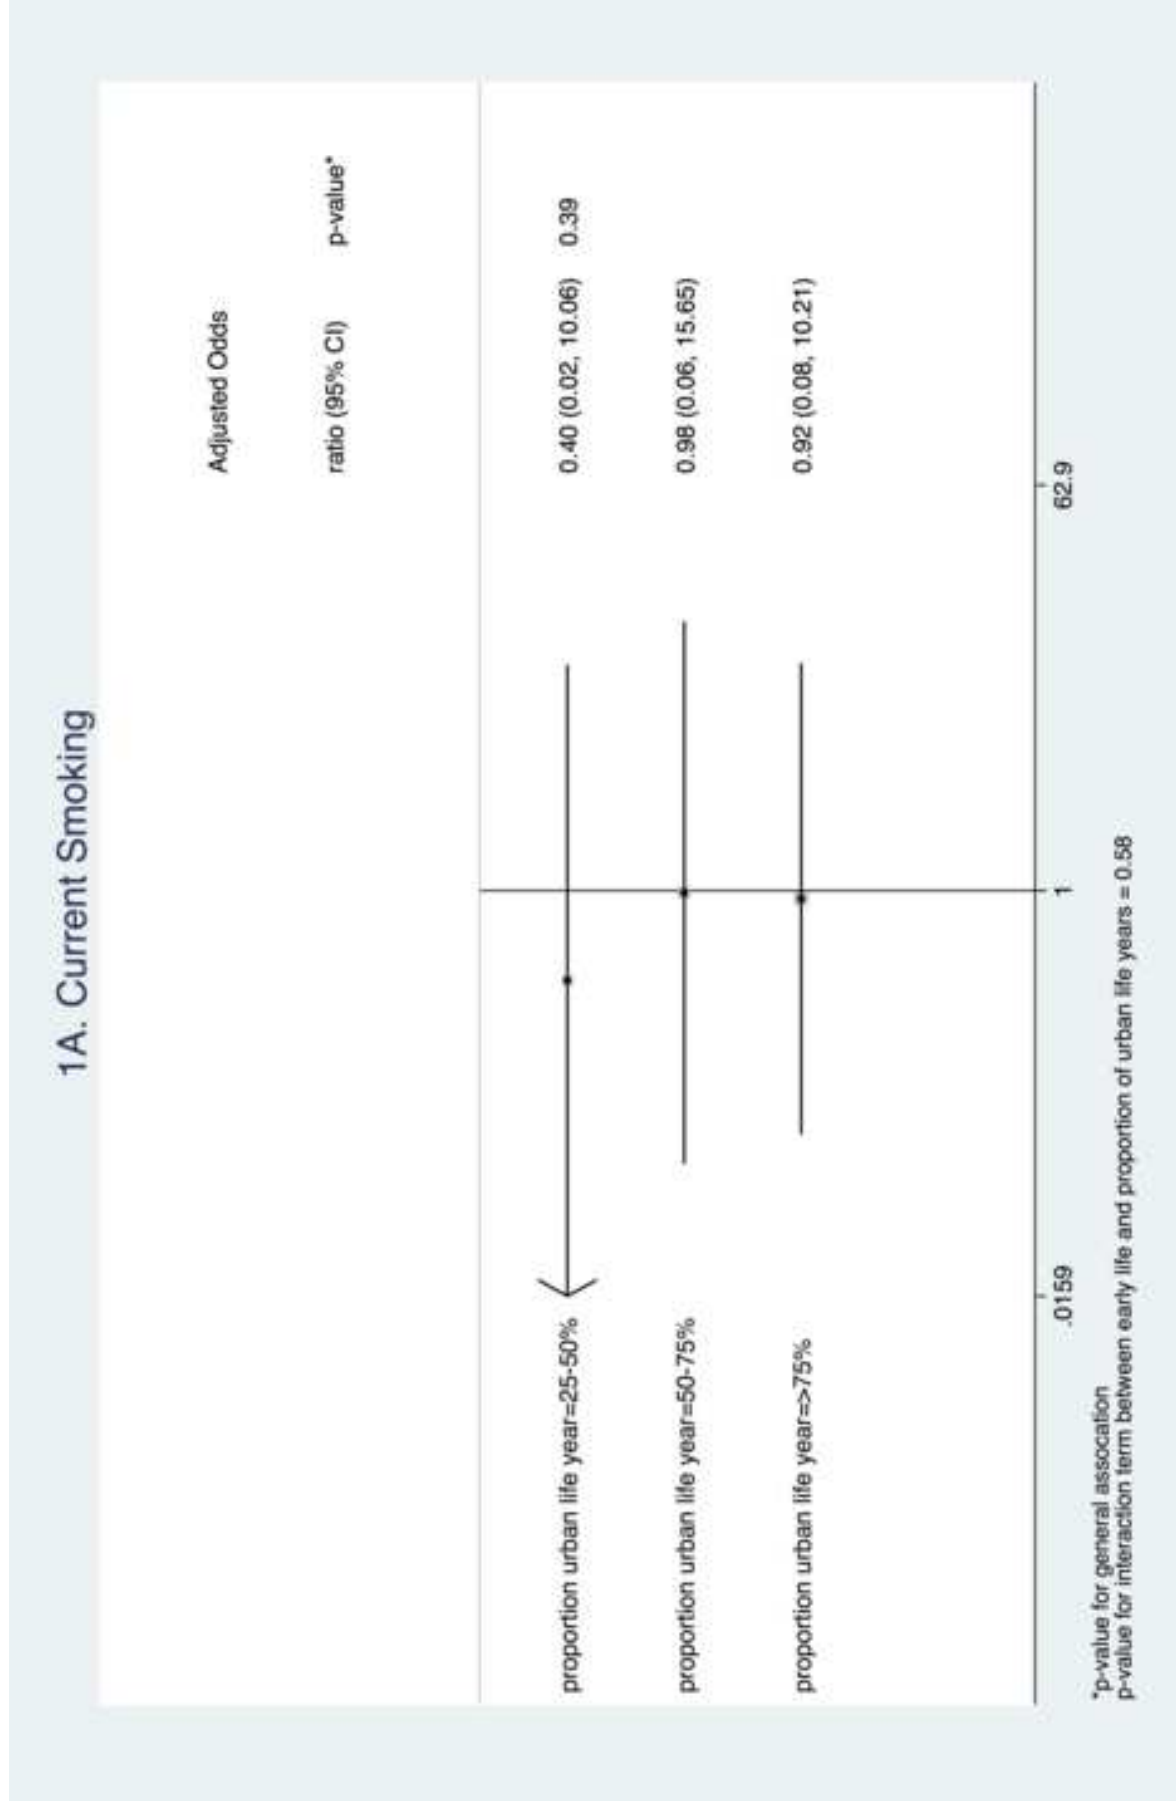 1A. Current Smoking
Adjusted Odds
ratio (95% CI) p-value*
proportion urban life year=25-50% 0.40 (0.02, 10.06) 0.39
proportion urban life year=50-75% 0.98 (0.06, 15.65)
proportion urban life year=>75% 0.92 (0.08, 10.21)
.0159 1 62.9
*p-value for general assocation
p-value for interaction term between early life and proportion of urban life years = 0.58